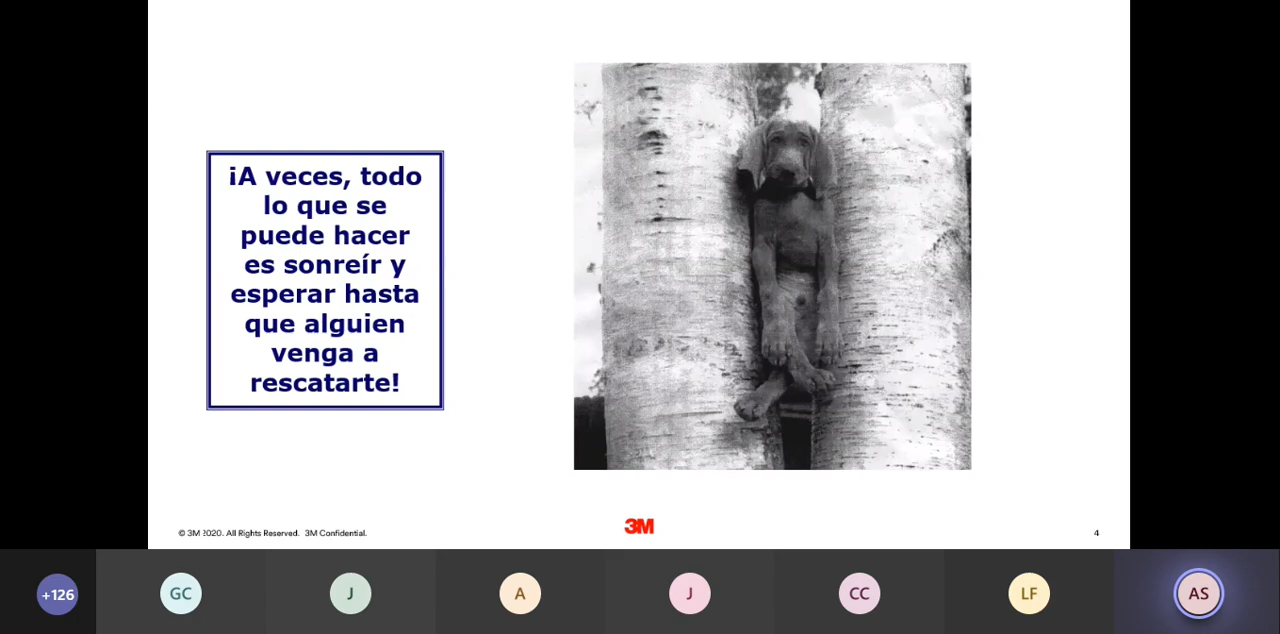 ¡A veces, todo
lo que se
puede hacer
es sonreír y
esperar hasta
que alguien
venga a
rescatarte!
© 3M 2020. All Rights Reserved. 3M Confidential.
3M
4
+126
GC
J
A
J
CC
LF
AS